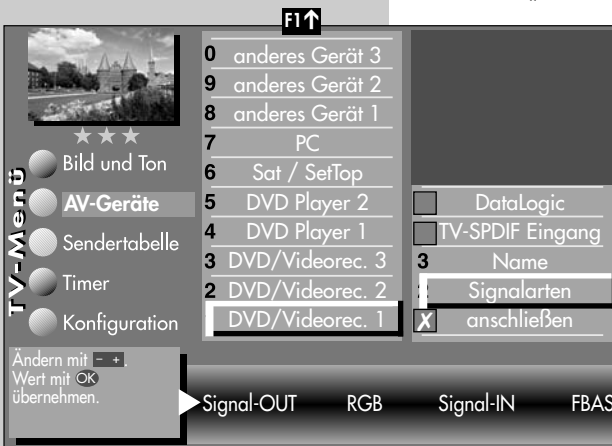 F1↑
TV-Menü
Bild und Ton
AV-Geräte
Sendertabelle
Timer
Konfiguration
0 anderes Gerät 3
9 anderes Gerät 2
8 anderes Gerät 1
7 PC
6 Sat / SetTop
5 DVD Player 2
4 DVD Player 1
3 DVD/Videorec. 3
2 DVD/Videorec. 2
DVD/Videorec. 1
DataLogic
TV-SPDIF Eingang
3 Name
Signalarten
X anschließen
Ändern mit - + .
Wert mit OK
übernehmen.
Signal-OUT RGB Signal-IN FBAS